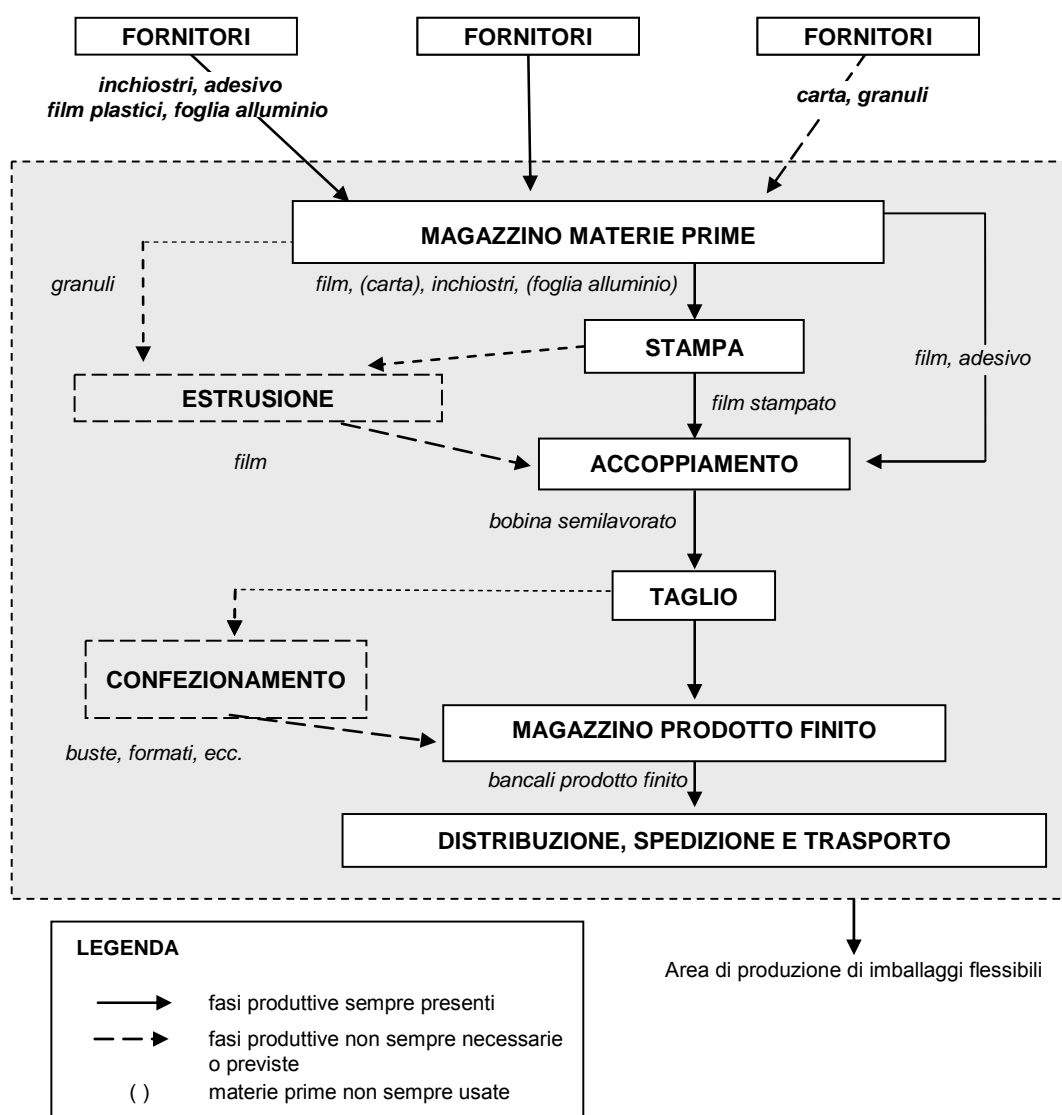 FORNITORI
FORNITORI
FORNITORI
inchiostri, adesivo
film plastici, foglia alluminio
carta, granuli
MAGAZZINO MATERIE PRIME
granuli
film, (carta), inchiostri, (foglia alluminio)
STAMPA
film, adesivo
ESTRUSIONE
film stampato
film
ACCOPPIAMENTO
bobina semilavorato
TAGLIO
CONFEZIONAMENTO
MAGAZZINO PRODOTTO FINITO
buste, formati, ecc.
bancali prodotto finito
DISTRIBUZIONE, SPEDIZIONE E TRASPORTO
LEGENDA
Area di produzione di imballaggi flessibili
fasi produttive sempre presenti
fasi produttive non sempre necessarie
o previste
( ) materie prime non sempre usate